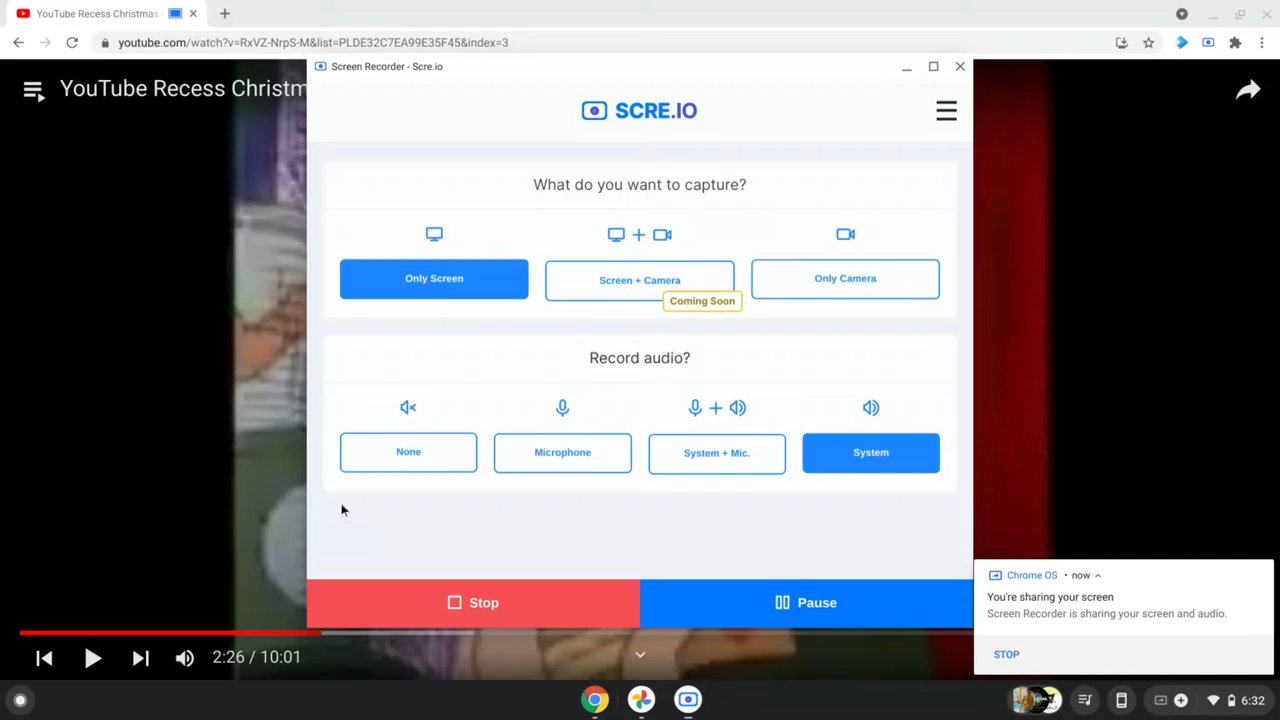 YouTube Recess Christmas
youtube.com/watch?v=RxVZ-NrpS-M&list=PLDE32C7EA99E35F45&index=3
Screen Recorder - Scre.io
YouTube Recess Christm
SCRE.IO
What do you want to capture?
Only Screen
Screen + Camera
Only Camera
Coming Soon
Record audio?
None
Microphone
System + Mic.
System
Stop
Pause
Chrome OS • now
You're sharing your screen
Screen Recorder is sharing your screen and audio.
STOP
2:26 / 10:01
6:32